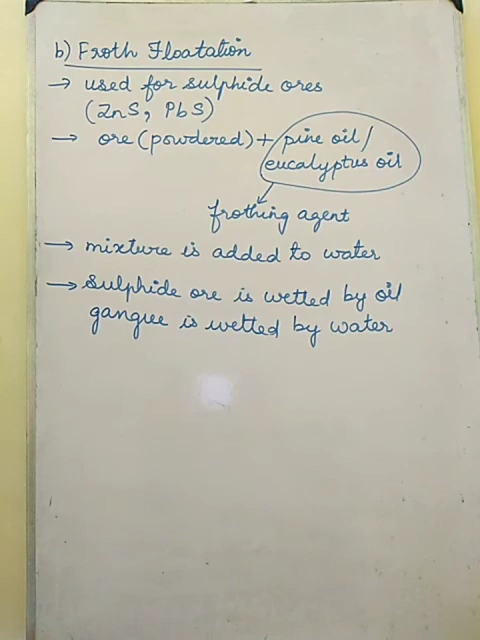 b) Froth Floatation
→ used for sulphide ores
(ZnS, PbS)
→ ore (powdered) + pine oil /
eucalyptus oil
frothing agent
→ mixture is added to water
→ sulphide ore is wetted by oil
gangue is wetted by water